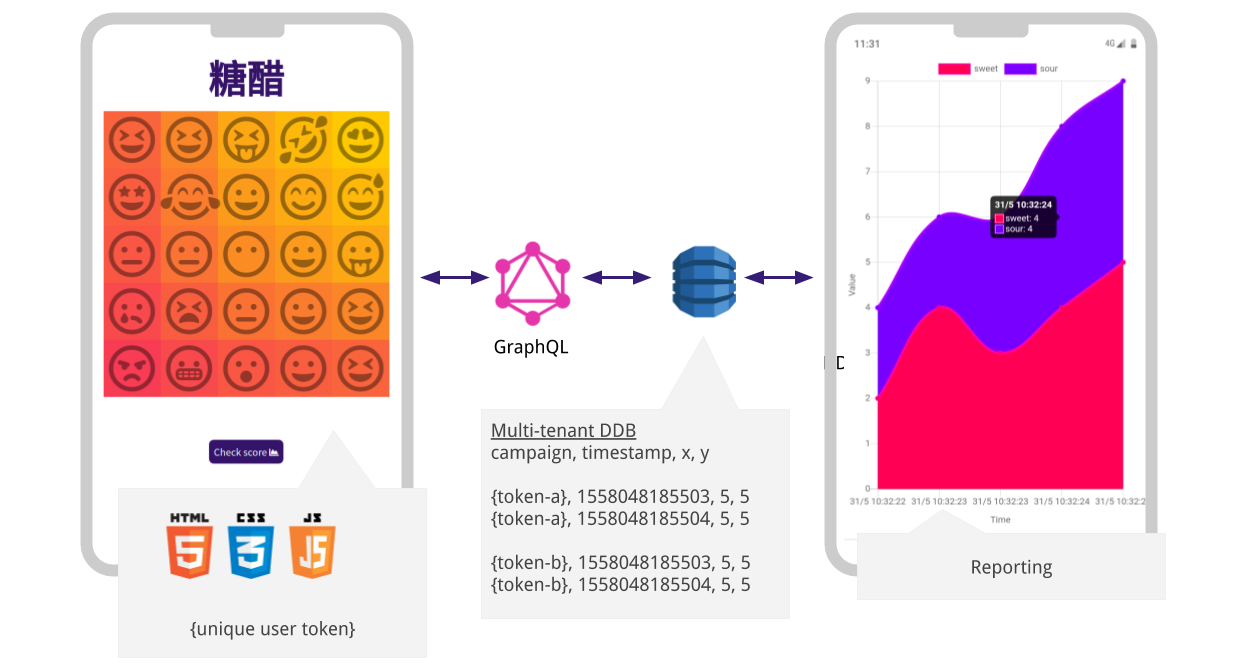 糖醋
Check score
HTML
5
CSS
3
JS
JS
{unique user token}
GraphQL
Multi-tenant DDB
campaign, timestamp, x, y
{token-a}, 1558048185503, 5, 5
{token-a}, 1558048185504, 5, 5
{token-b}, 1558048185503, 5, 5
{token-b}, 1558048185504, 5, 5
11:31
4G
sweet
sour
9
8
7
6
5
4
3
2
1
0
Value
31/5 10:32:24
sweet: 4
sour: 4
31/5 10:32:22 31/5 10:32:23 31/5 10:32:23 31/5 10:32:24 31/5 10:32:2
Time
Reporting